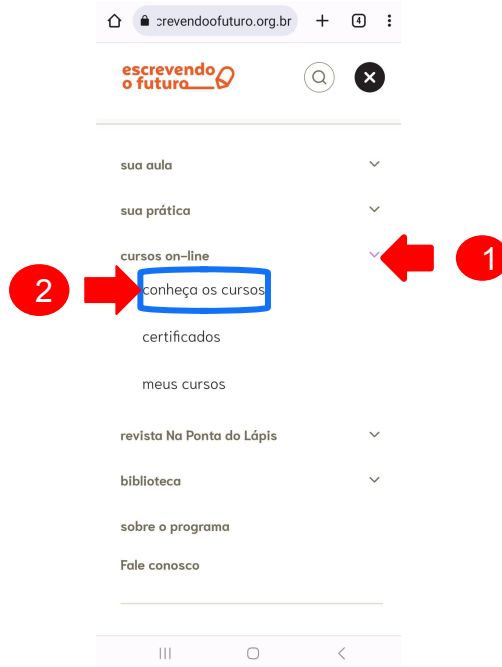 crevendoofuturo.org.br
4
escrevendo
o futuro
sua aula
sua prática
cursos on-line
1
2
conheça os cursos
certificados
meus cursos
revista Na Ponta do Lápis
biblioteca
sobre o programa
Fale conosco